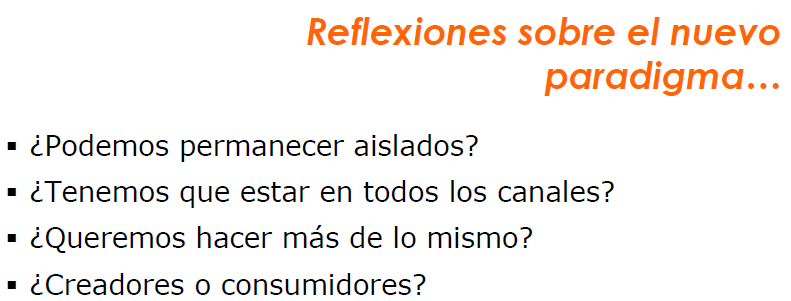 Reflexiones sobre el nuevo
paradigma...
▪ ¿Podemos permanecer aislados?
▪ ¿Tenemos que estar en todos los canales?
▪ ¿Queremos hacer más de lo mismo?
▪ ¿Creadores o consumidores?